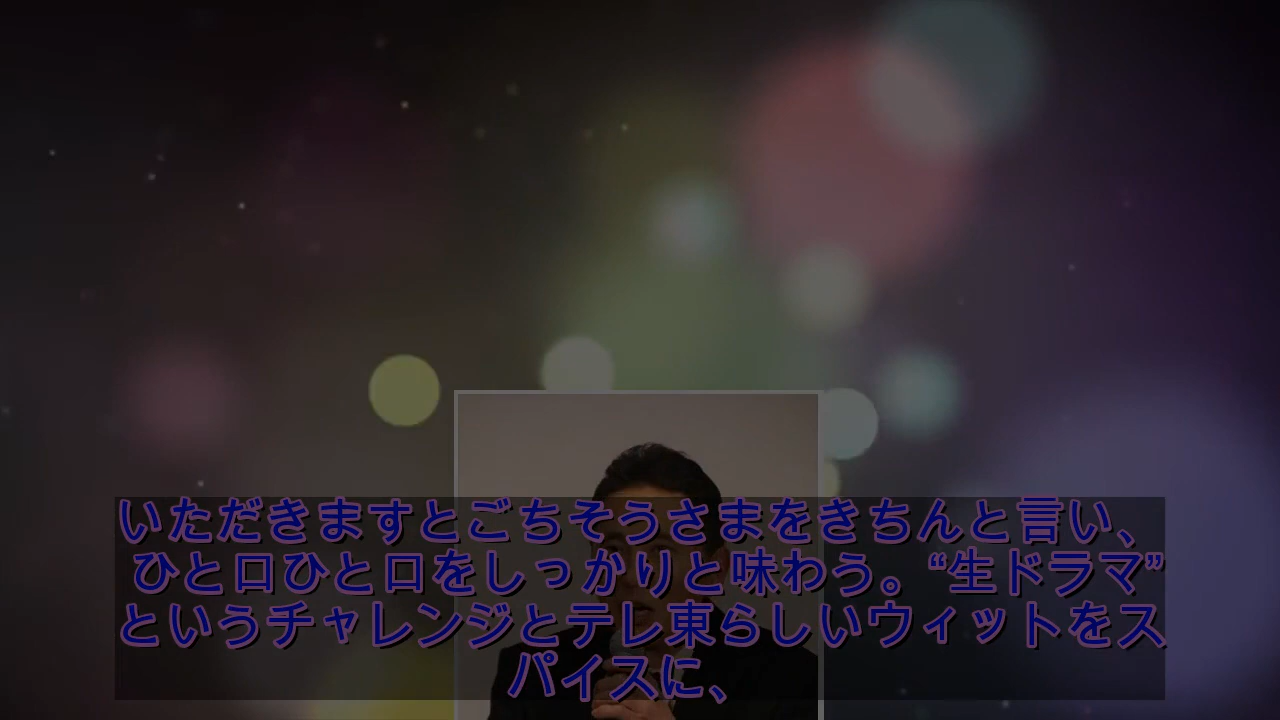 いただきますとごちそうさまをきちんと言い、
ひと口ひと口をしっかりと味わう。“生ドラマ”
というチャレンジとテレ東らしいウィットをス
パイスに、